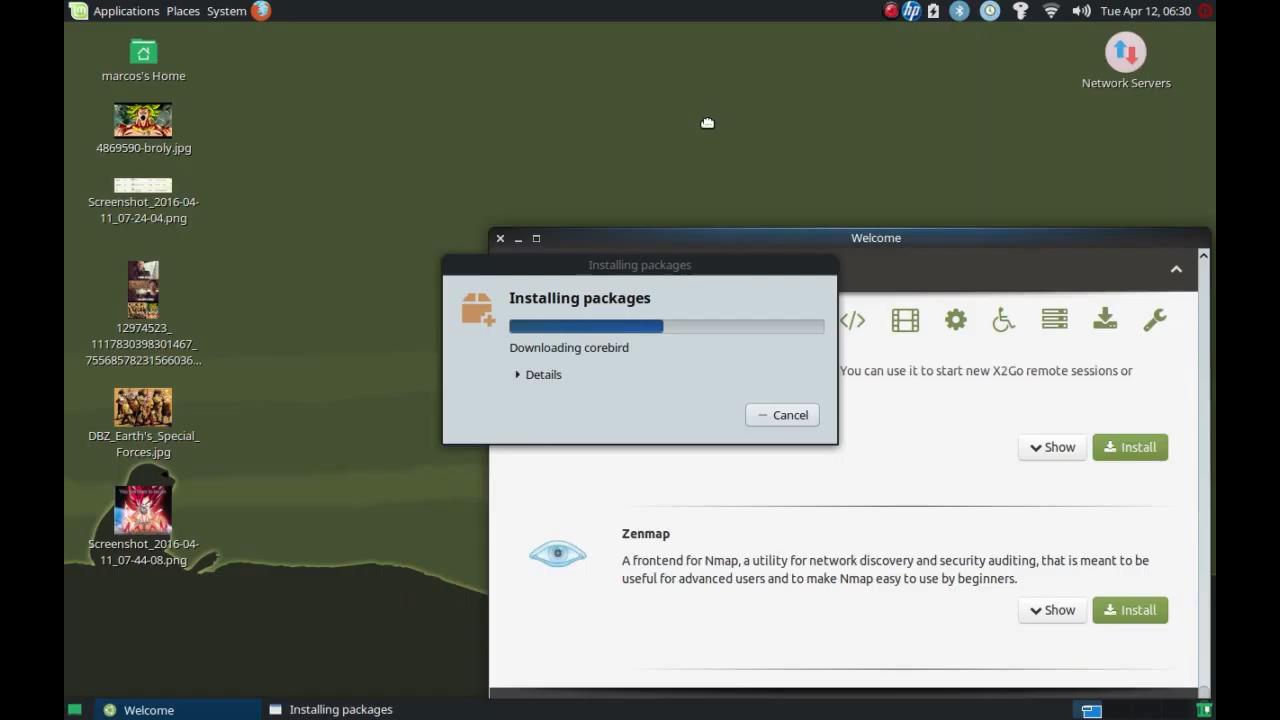 Applications Places System
Tue Apr 12, 06:30
marcos's Home
Network Servers
4869590-broly.jpg
Screenshot_2016-04-
11_07-24-04.png
12974523_
1117830398301467_
75568578231566036...
DBZ_Earth's_Special_
Forces.jpg
Screenshot_2016-04-
11_07-44-08.png
Welcome
Installing packages
Installing packages
Downloading corebird
Details
Cancel
You can use it to start new X2Go remote sessions or
Show Install
Zenmap
A frontend for Nmap, a utility for network discovery and security auditing, that is meant to be
useful for advanced users and to make Nmap easy to use by beginners.
Show Install
Welcome
Installing packages